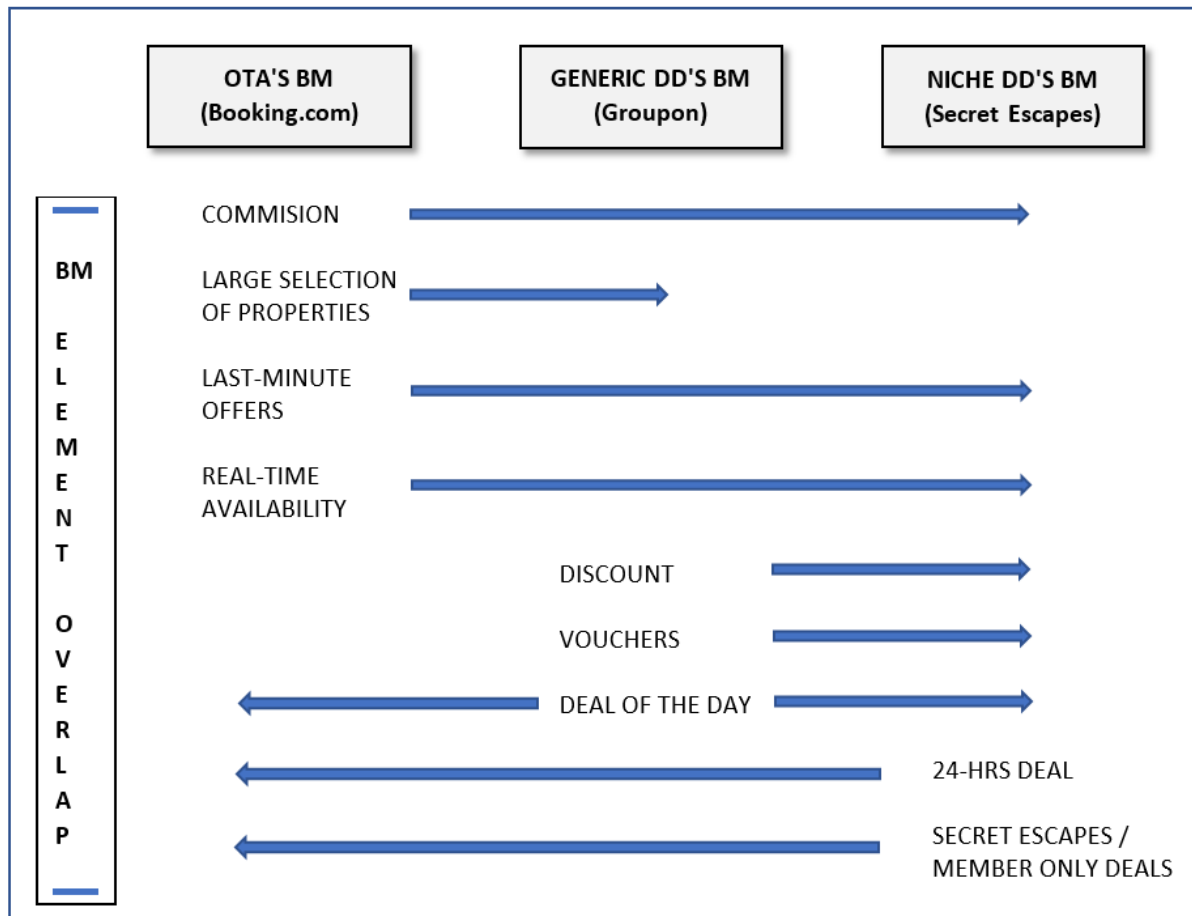 OTA'S BM
(Booking.com)
GENERIC DD'S BM
(Groupon)
NICHE DD'S BM
(Secret Escapes)
BM ELEMENT OVERLAP
COMMISION
LARGE SELECTION
OF PROPERTIES
LAST-MINUTE
OFFERS
REAL-TIME
AVAILABILITY
DISCOUNT
VOUCHERS
DEAL OF THE DAY
24-HRS DEAL
SECRET ESCAPES /
MEMBER ONLY DEALS